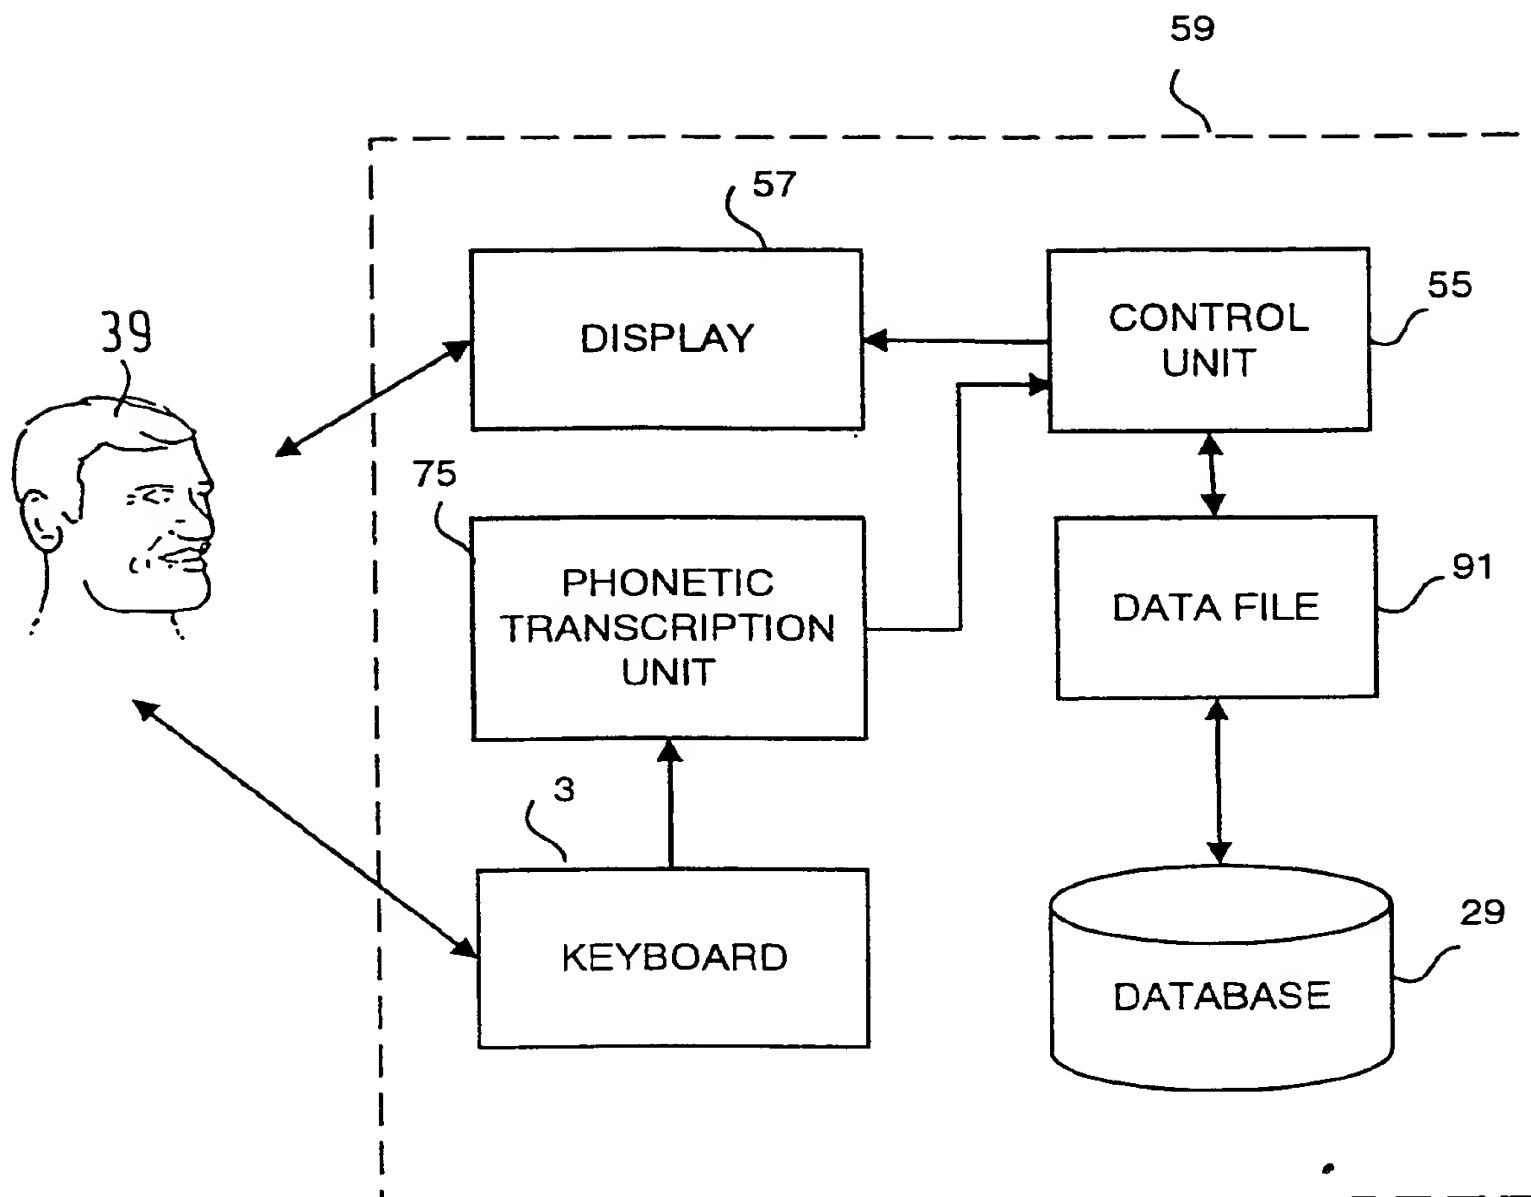 59
57
DISPLAY
CONTROL
UNIT
55
39
75
PHONETIC
TRANSCRIPTION
UNIT
DATA FILE
91
3
KEYBOARD
DATABASE
29